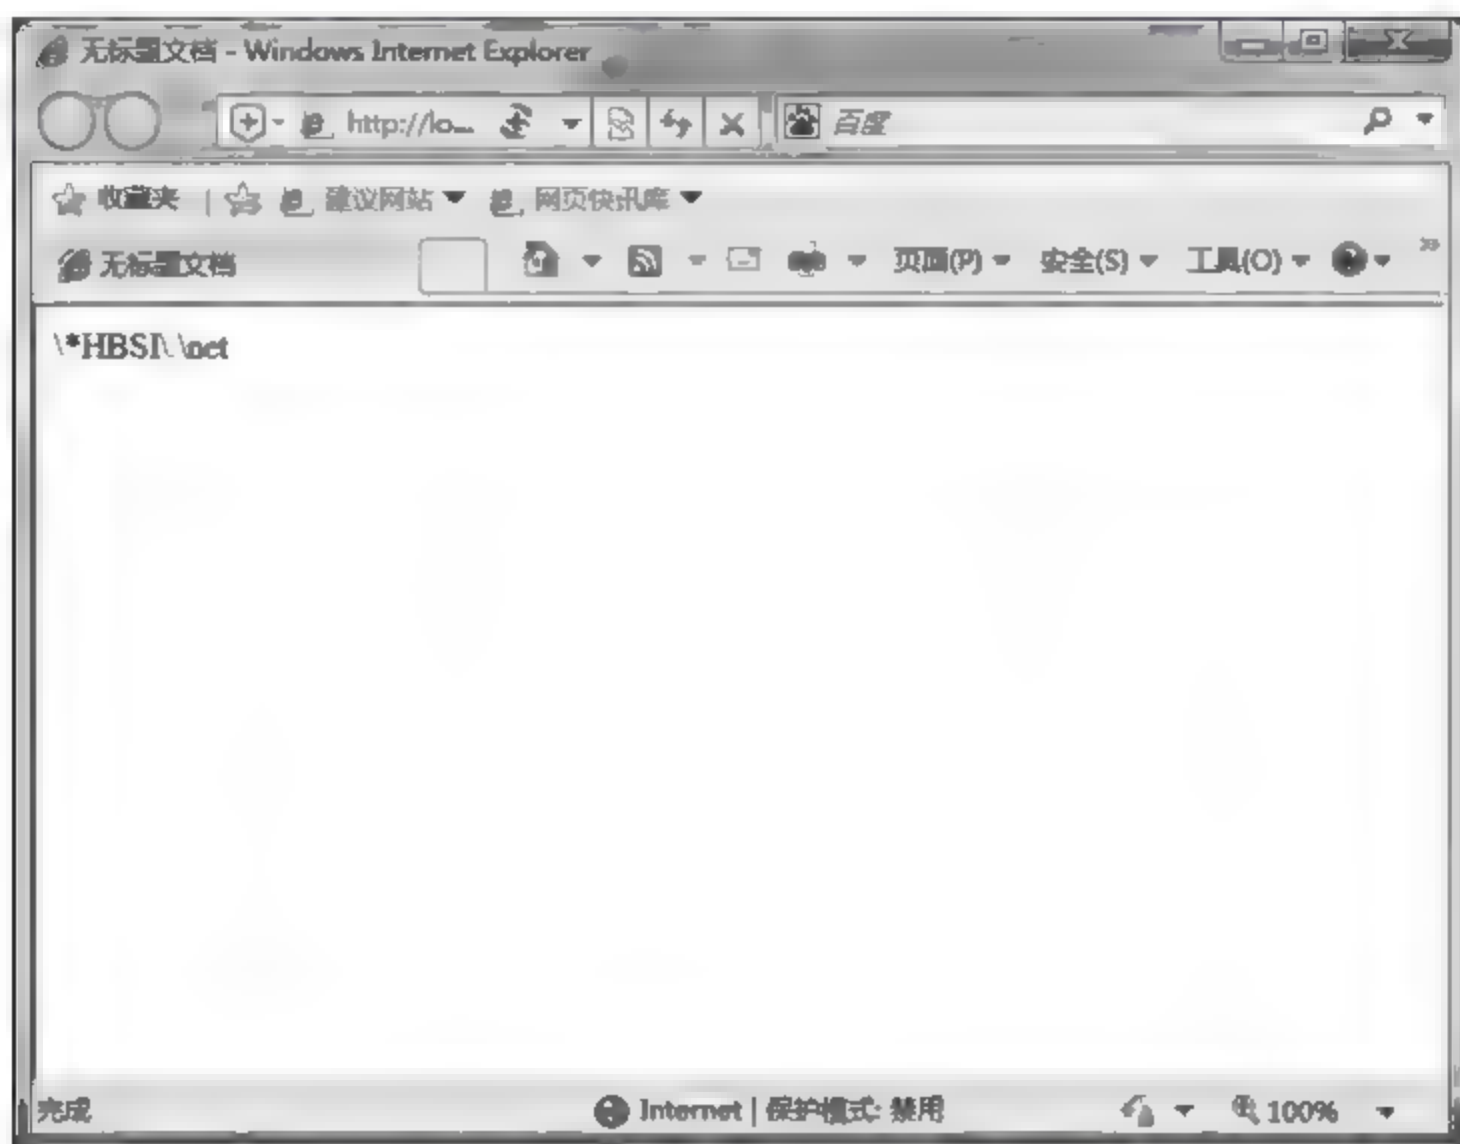 无标题文档 - Windows Internet Explorer
http://lo... 百度
收藏夹 | 建议网站 网页快讯库
无标题文档 页面(P) 安全(S) 工具(O) »
\*HBSI\ \net
完成 Internet | 保护模式: 禁用 100%